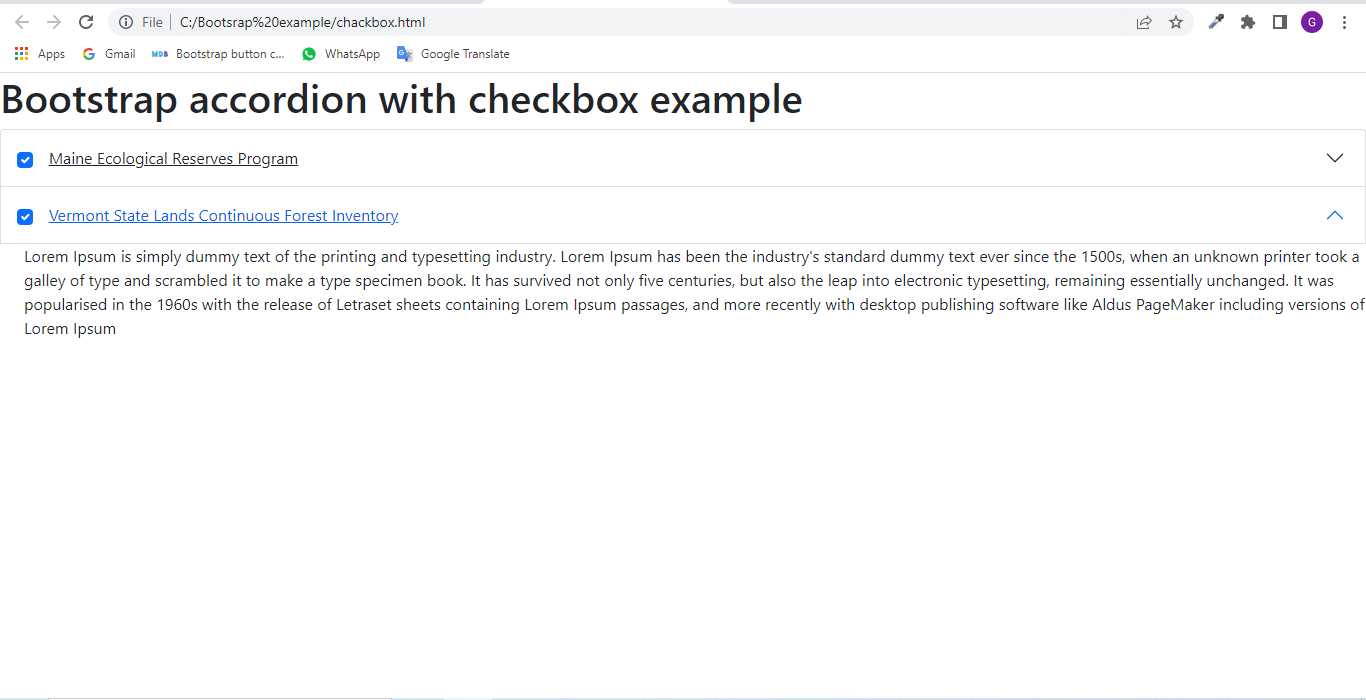 File C:/Bootsrap%20example/chackbox.html G
Apps Gmail MDB Bootstrap button c... WhatsApp Google Translate
Bootstrap accordion with checkbox example
Maine Ecological Reserves Program
Vermont State Lands Continuous Forest Inventory
Lorem Ipsum is simply dummy text of the printing and typesetting industry. Lorem Ipsum has been the industry's standard dummy text ever since the 1500s, when an unknown printer took a
galley of type and scrambled it to make a type specimen book. It has survived not only five centuries, but also the leap into electronic typesetting, remaining essentially unchanged. It was
popularised in the 1960s with the release of Letraset sheets containing Lorem Ipsum passages, and more recently with desktop publishing software like Aldus PageMaker including versions of
Lorem Ipsum